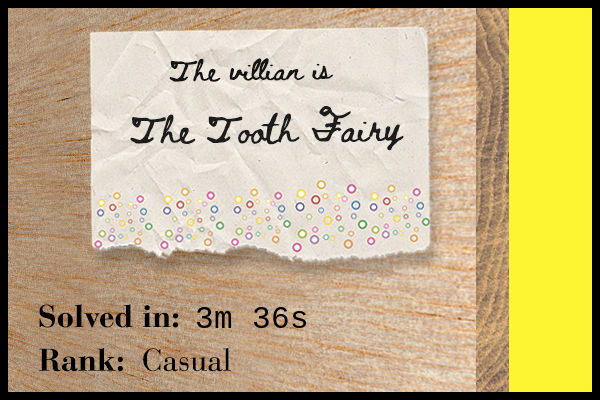 The villian is
The Tooth Fairy
Solved in: 3m 36s
Rank: Casual